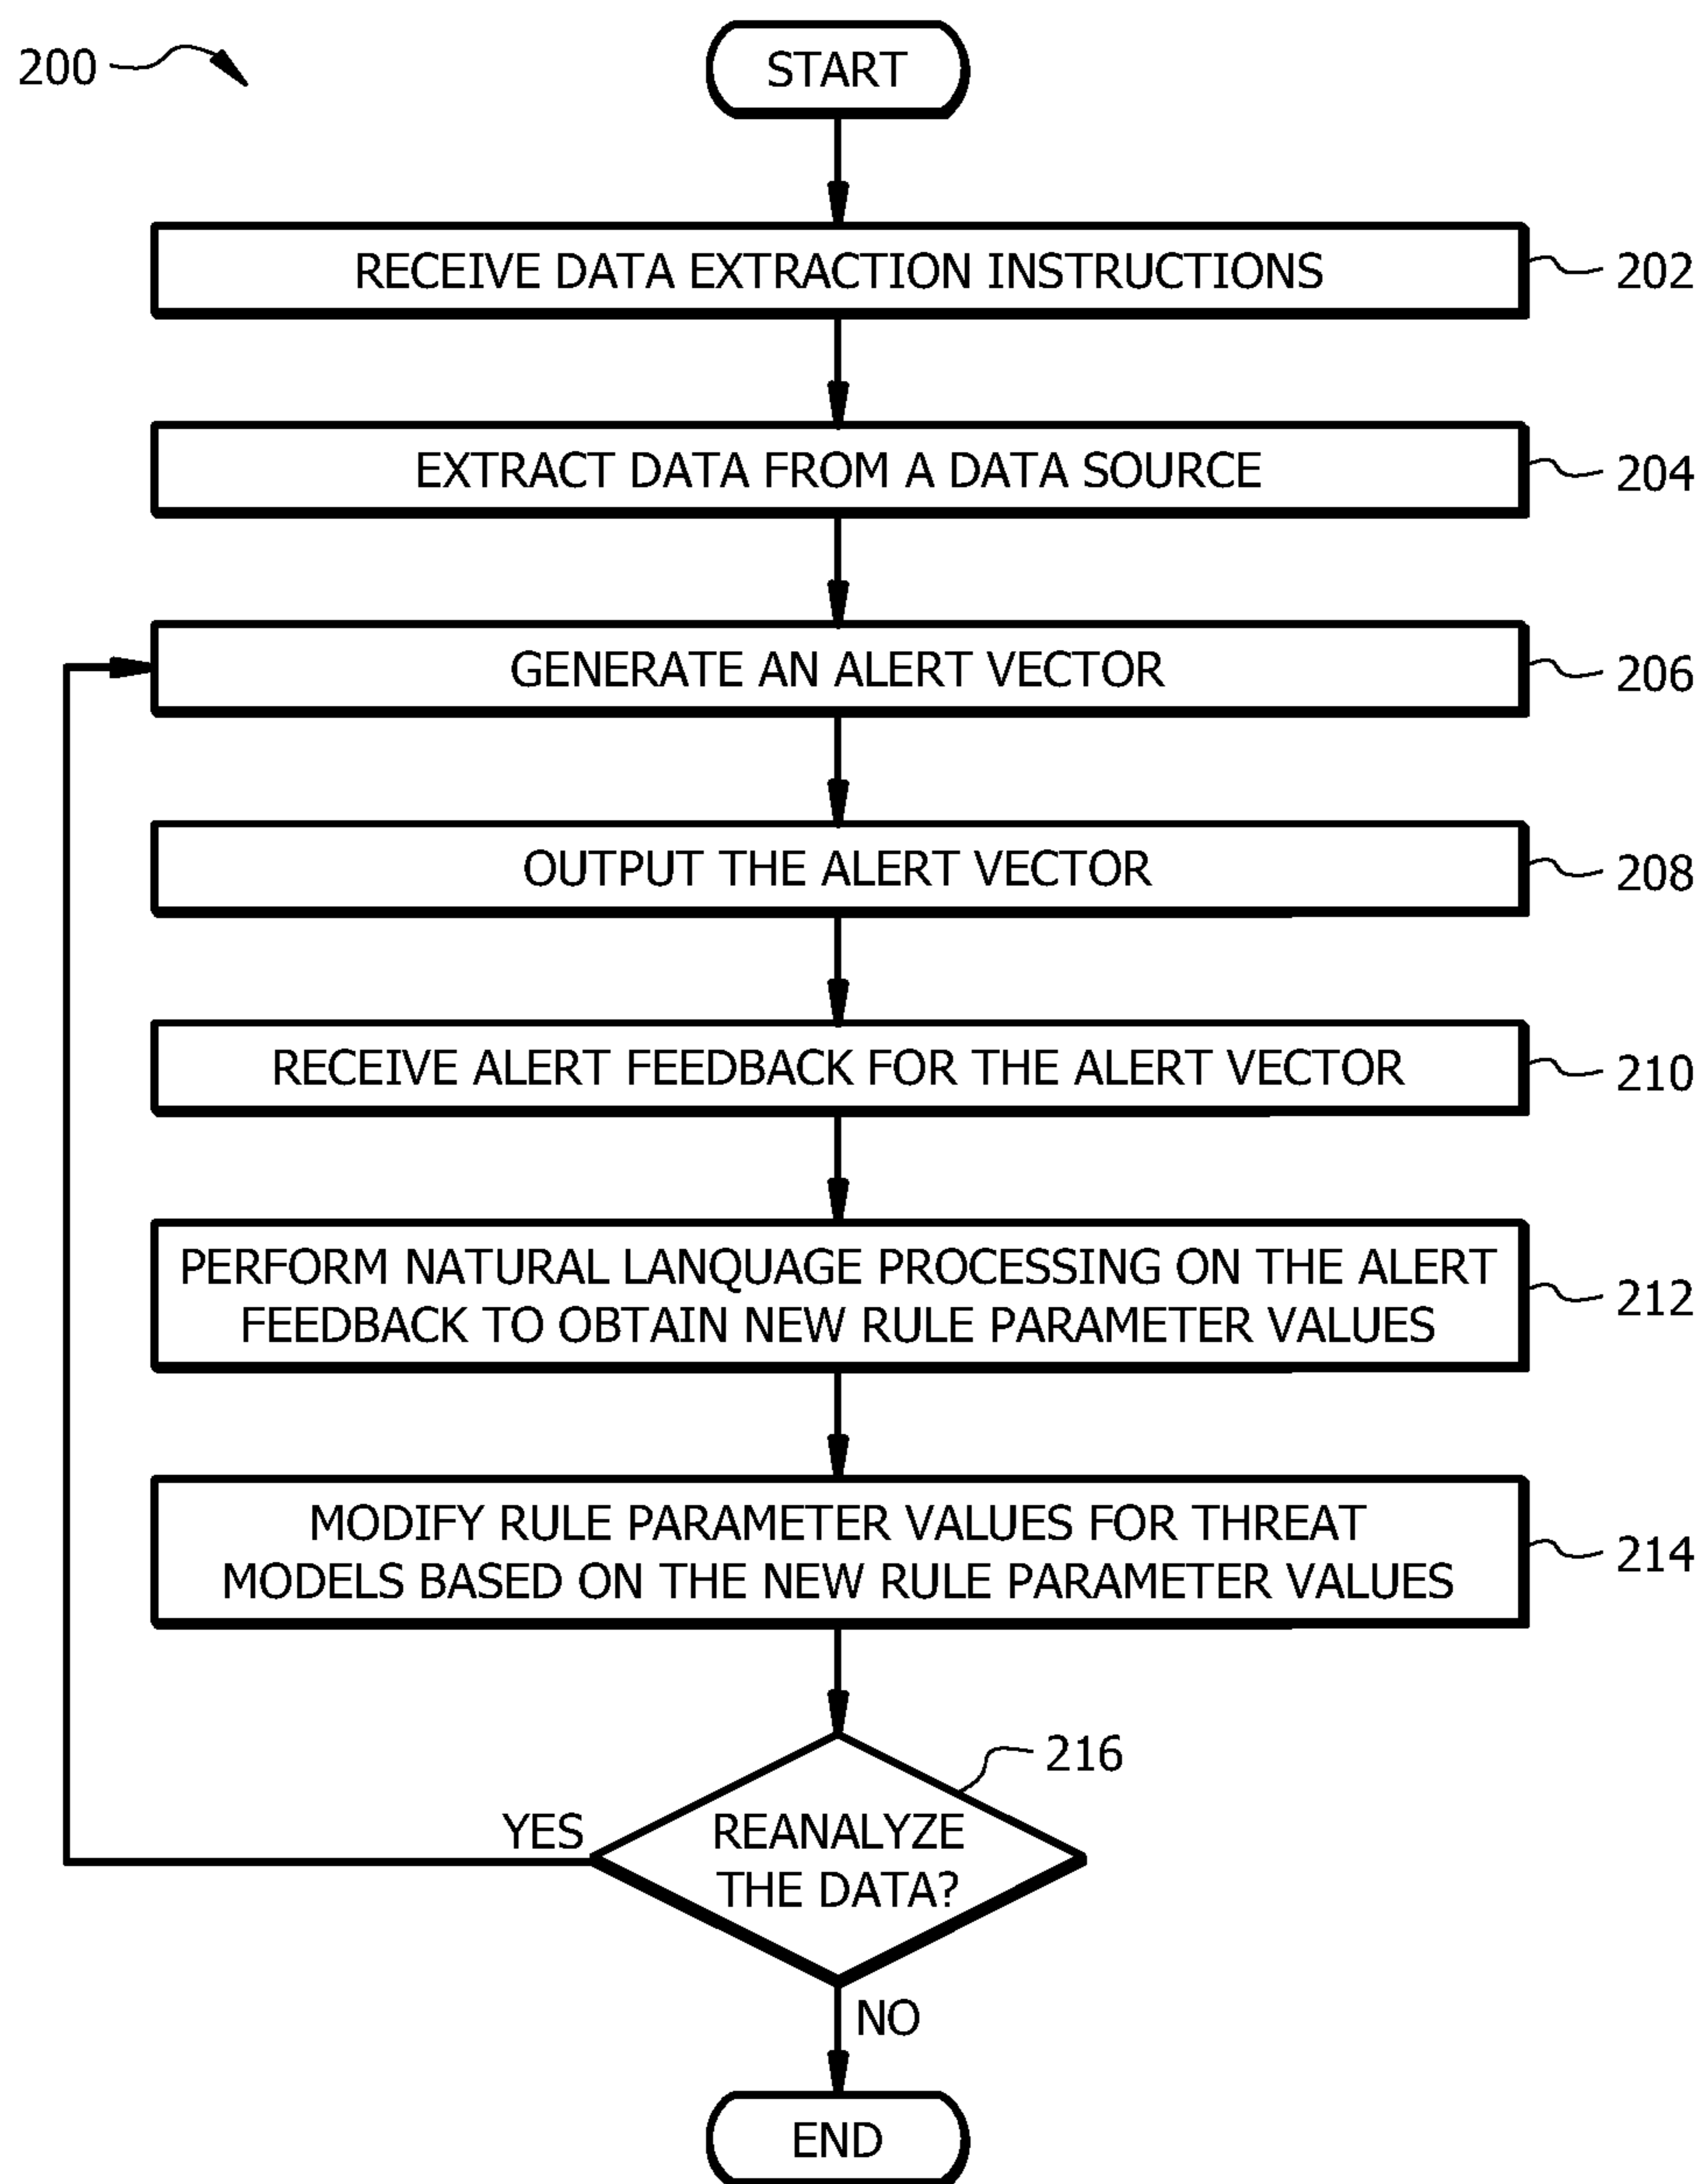 200
START
RECEIVE DATA EXTRACTION INSTRUCTIONS
202
EXTRACT DATA FROM A DATA SOURCE
204
GENERATE AN ALERT VECTOR
206
OUTPUT THE ALERT VECTOR
208
RECEIVE ALERT FEEDBACK FOR THE ALERT VECTOR
210
PERFORM NATURAL LANQUAGE PROCESSING ON THE ALERT
FEEDBACK TO OBTAIN NEW RULE PARAMETER VALUES
212
MODIFY RULE PARAMETER VALUES FOR THREAT
MODELS BASED ON THE NEW RULE PARAMETER VALUES
214
216
YES
REANALYZE
THE DATA?
NO
END